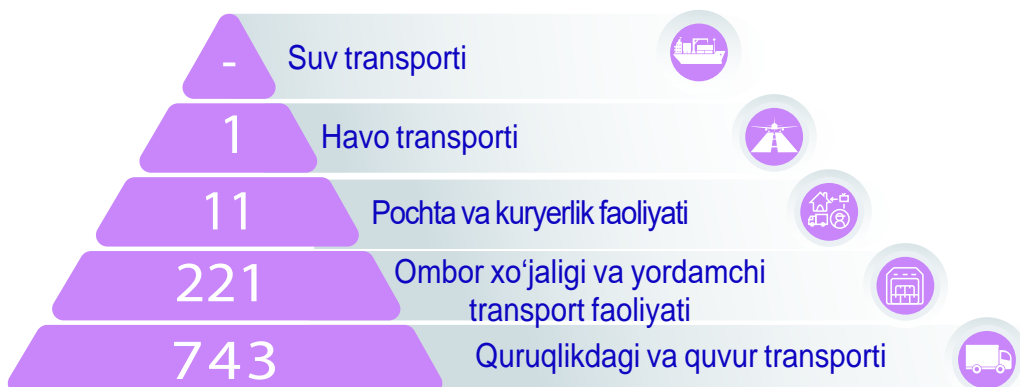 - Suv transporti
1 Havo transporti
11 Pochta va kuryerlik faoliyati
221 Ombor xo‘jaligi va yordamchi
transport faoliyati
743 Quruqlikdagi va quvur transporti